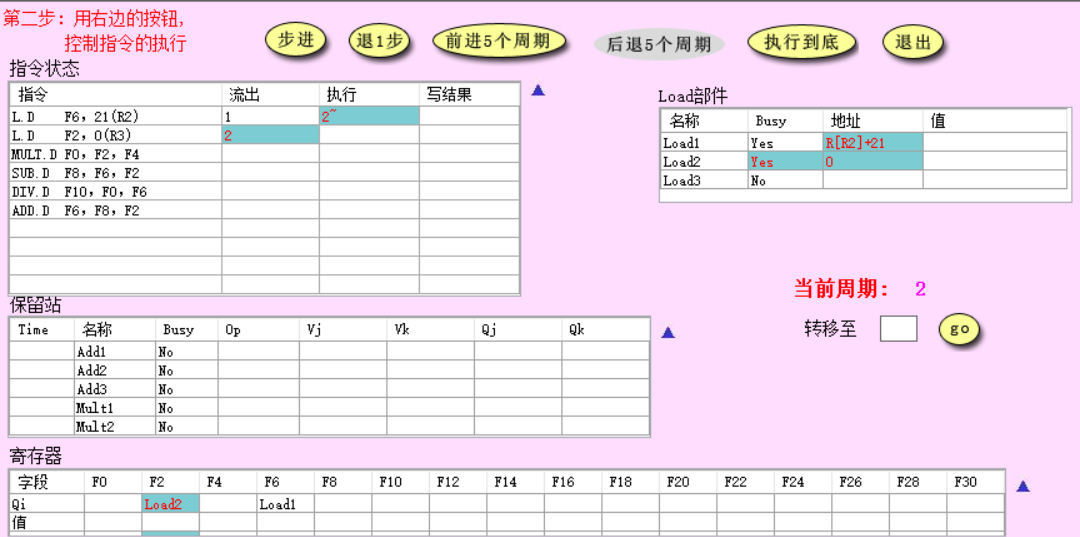 第二步：用右边的按钮，
控制指令的执行
步进 退1步 前进5个周期 后退5个周期 执行到底 退出
指令状态
指令 流出 执行 写结果
L.D F6，21(R2) 1 2~
L.D F2，0(R3) 2
MULT.D F0，F2，F4
SUB.D F8，F6，F2
DIV.D F10，F0，F6
ADD.D F6，F8，F2
Load部件
名称 Busy 地址 值
Load1 Yes R[R2]+21
Load2 Yes 0
Load3 No
当前周期： 2
转移至 go
保留站
Time 名称 Busy Op Vj Vk Qj Qk
Add1 No
Add2 No
Add3 No
Mult1 No
Mult2 No
寄存器
字段 F0 F2 F4 F6 F8 F10 F12 F14 F16 F18 F20 F22 F24 F26 F28 F30
Qi Load2 Load1
值